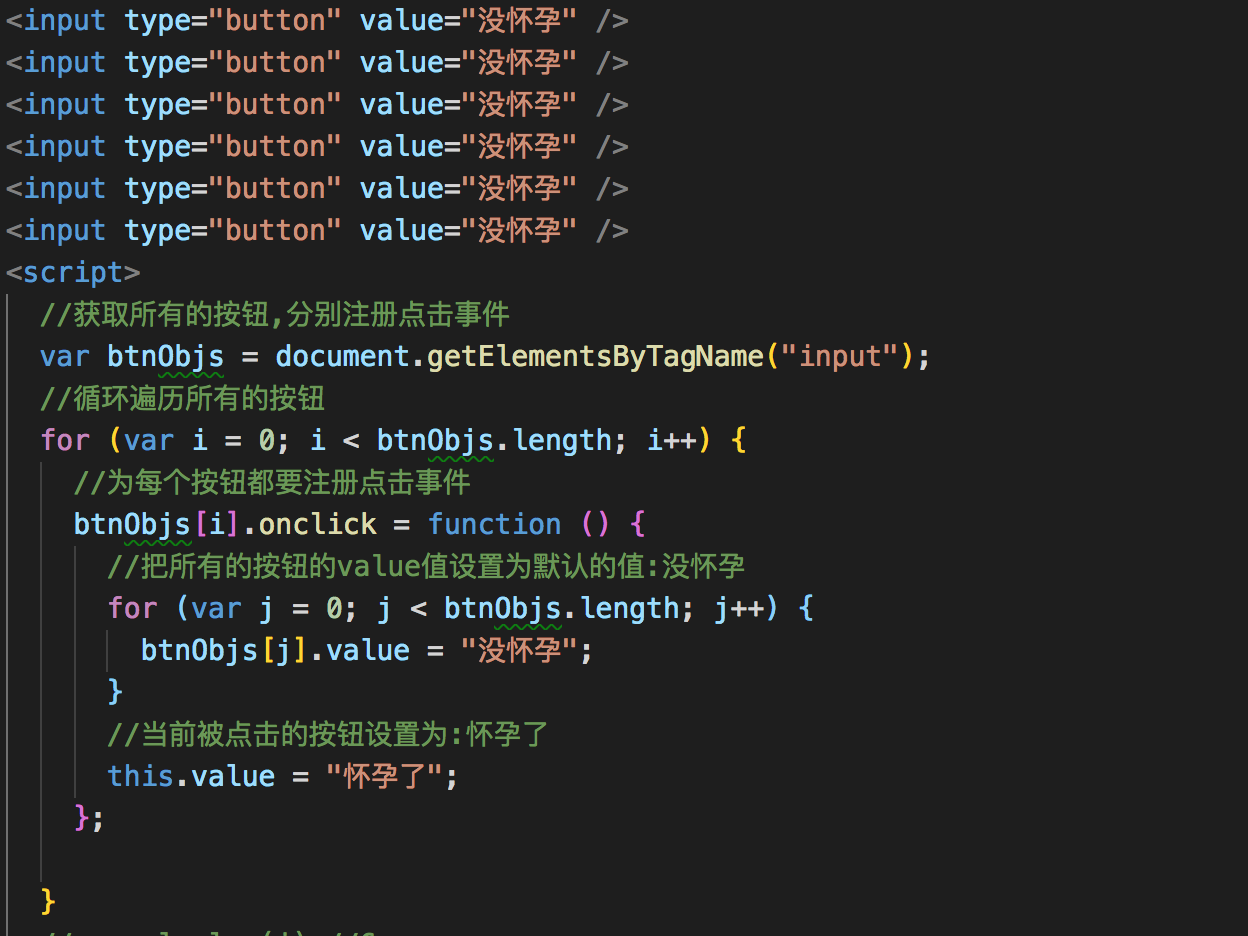 <input type="button" value="没怀孕" />
<input type="button" value="没怀孕" />
<input type="button" value="没怀孕" />
<input type="button" value="没怀孕" />
<input type="button" value="没怀孕" />
<input type="button" value="没怀孕" />
<script>
//获取所有的按钮,分别注册点击事件
var btnObjs = document.getElementsByTagName("input");
//循环遍历所有的按钮
for (var i = 0; i < btnObjs.length; i++) {
//为每个按钮都要注册点击事件
btnObjs[i].onclick = function () {
//把所有的按钮的value值设置为默认的值:没怀孕
for (var j = 0; j < btnObjs.length; j++) {
btnObjs[j].value = "没怀孕";
}
//当前被点击的按钮设置为:怀孕了
this.value = "怀孕了";
};
}